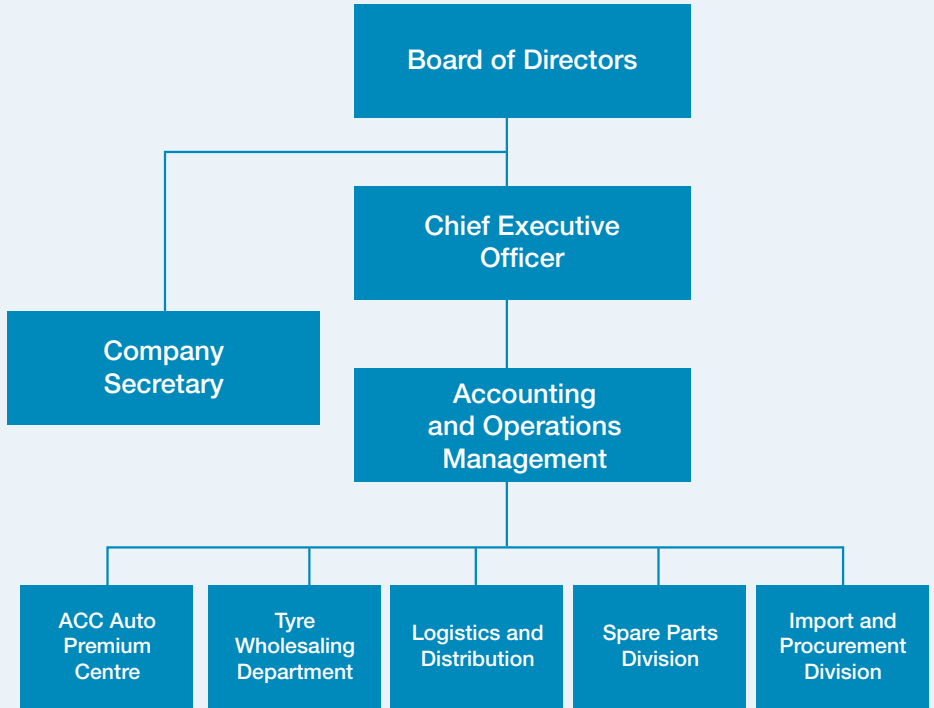 Board of Directors
Chief Executive
Officer
Company
Secretary
Accounting
and Operations
Management
ACC Auto
Premium
Centre
Tyre
Wholesaling
Department
Logistics and
Distribution
Spare Parts
Division
Import and
Procurement
Division